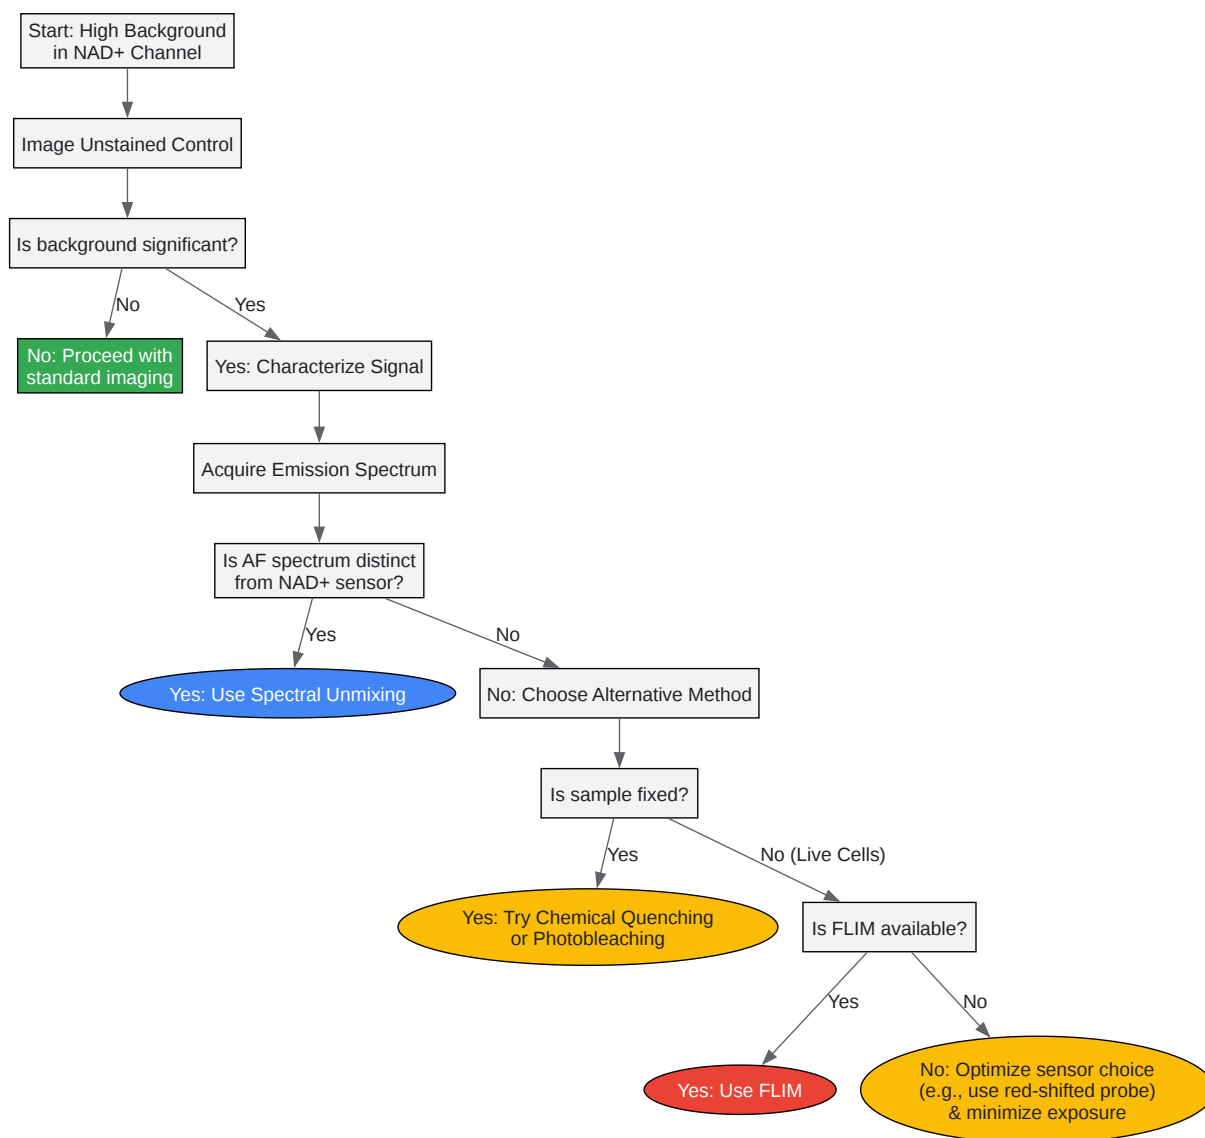 Start: High Background
in NAD+ Channel
Image Unstained Control
Is background significant?
No
Yes
No: Proceed with
standard imaging
Yes: Characterize Signal
Acquire Emission Spectrum
Is AF spectrum distinct
from NAD+ sensor?
Yes
No
Yes: Use Spectral Unmixing
No: Choose Alternative Method
Is sample fixed?
Yes
No (Live Cells)
Yes: Try Chemical Quenching
or Photobleaching
Is FLIM available?
Yes
No
Yes: Use FLIM
No: Optimize sensor choice
(e.g., use red-shifted probe)
& minimize exposure